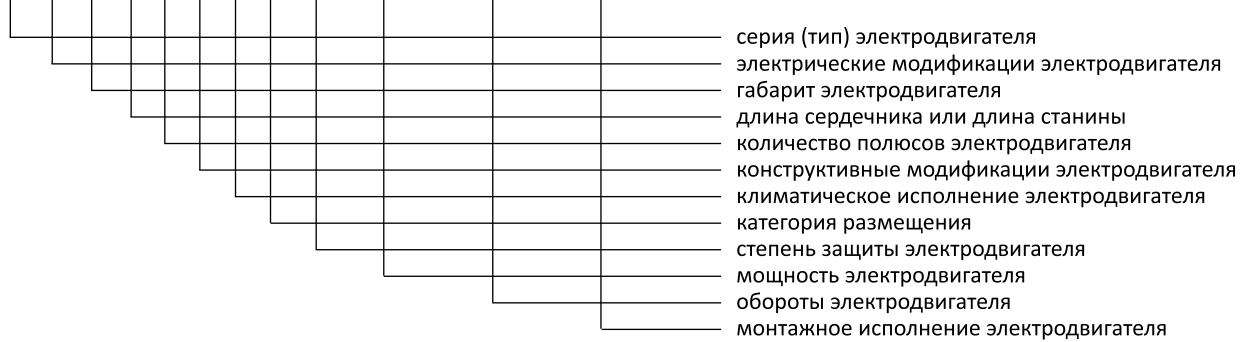 серия (тип) электродвигателя
электрические модификации электродвигателя
габарит электродвигателя
длина сердечника или длина станины
количество полюсов электродвигателя
конструктивные модификации электродвигателя
климатическое исполнение электродвигателя
категория размещения
степень защиты электродвигателя
мощность электродвигателя
обороты электродвигателя
монтажное исполнение электродвигателя